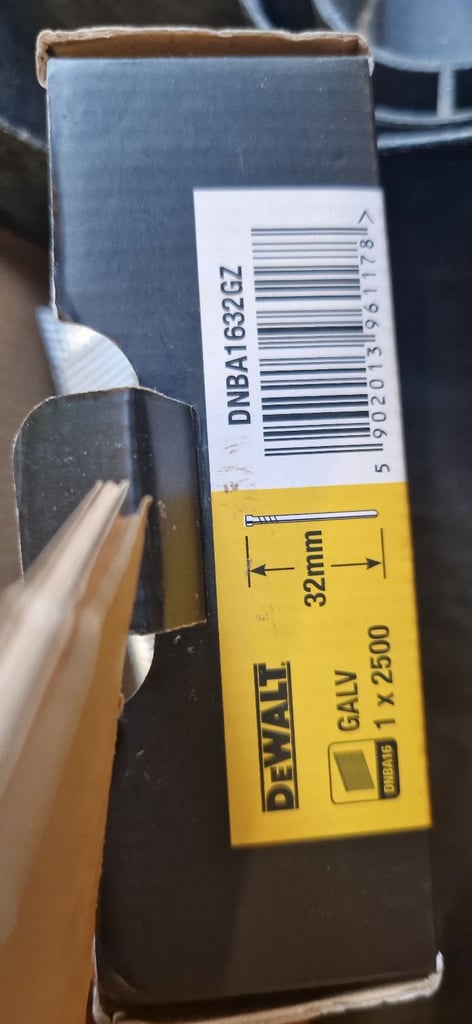 DEWALT
GALV
1 x 2500
DNBA16
32mm
DNBA1632GZ
5 902013 961178 >